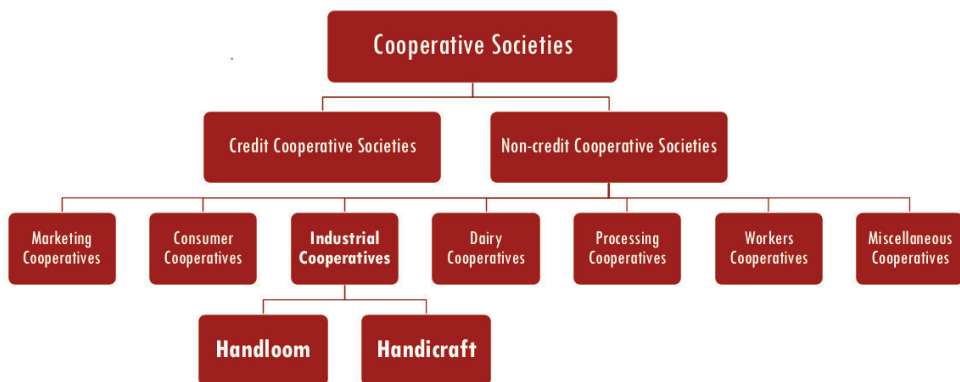 Cooperative Societies
Credit Cooperative Societies
Non-credit Cooperative Societies
Marketing
Cooperatives
Consumer
Cooperatives
Industrial
Cooperatives
Dairy
Cooperatives
Processing
Cooperatives
Workers
Cooperatives
Miscellaneous
Cooperatives
Handloom
Handicraft